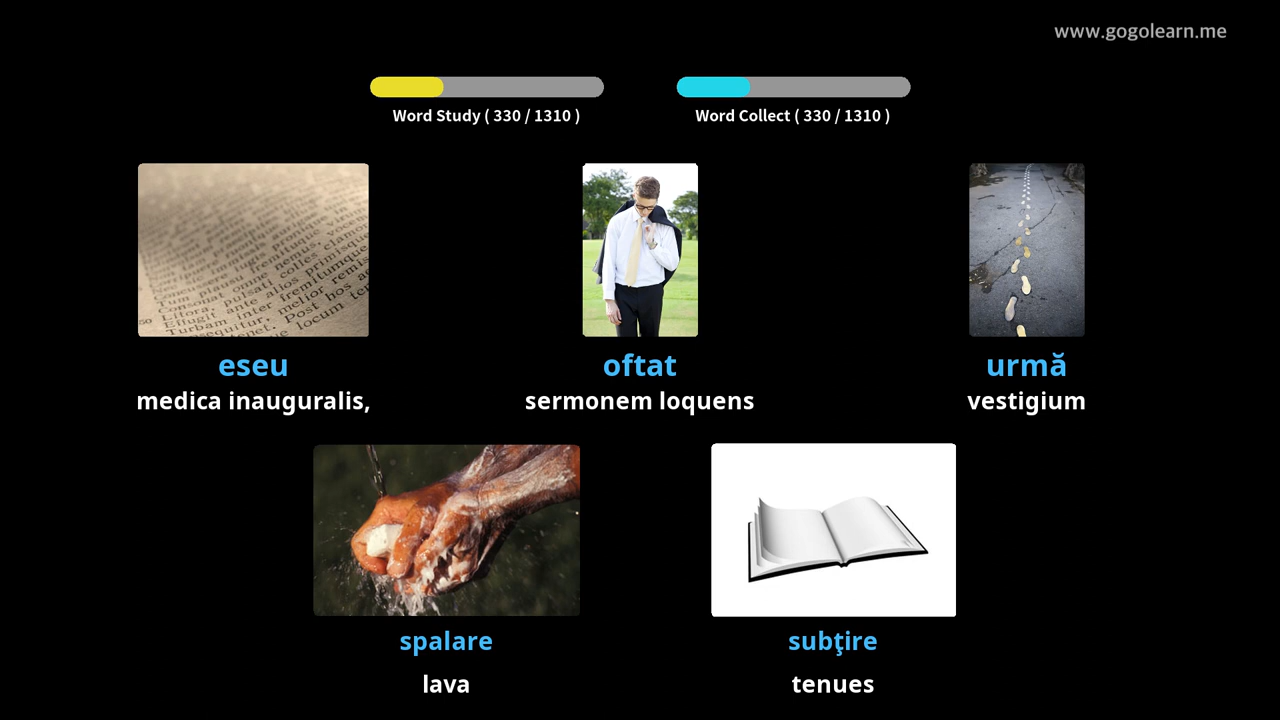 www.gogolearn.me
Word Study ( 330 / 1310 )
Word Collect ( 330 / 1310 )
eseu
medica inauguralis,
oftat
sermonem loquens
urmă
vestigium
spalare
lava
subţire
tenues